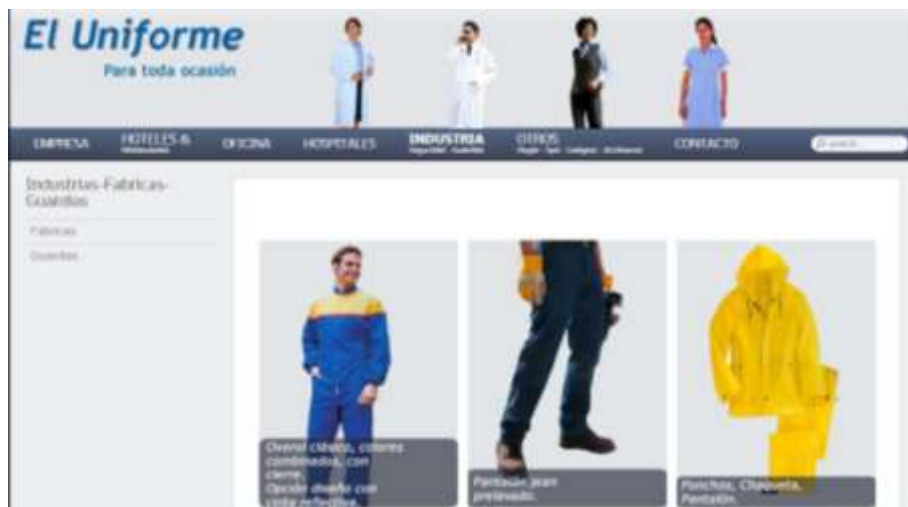 El Uniforme
Para toda ocasión
EMPRESA
HOTELES &
OFICINA
HOSPITALES
INDUSTRIA
OTROS
CONTACTO
Industrias-Fabricas-
Guardias
Fabricas
Guardias
Overol clásico, colores
combinados, con
cierre.
Opción diseño con
cinta reflectiva.
Pantalón jean
prelavado.
Ponchos, Chaqueta,
Pantalón.